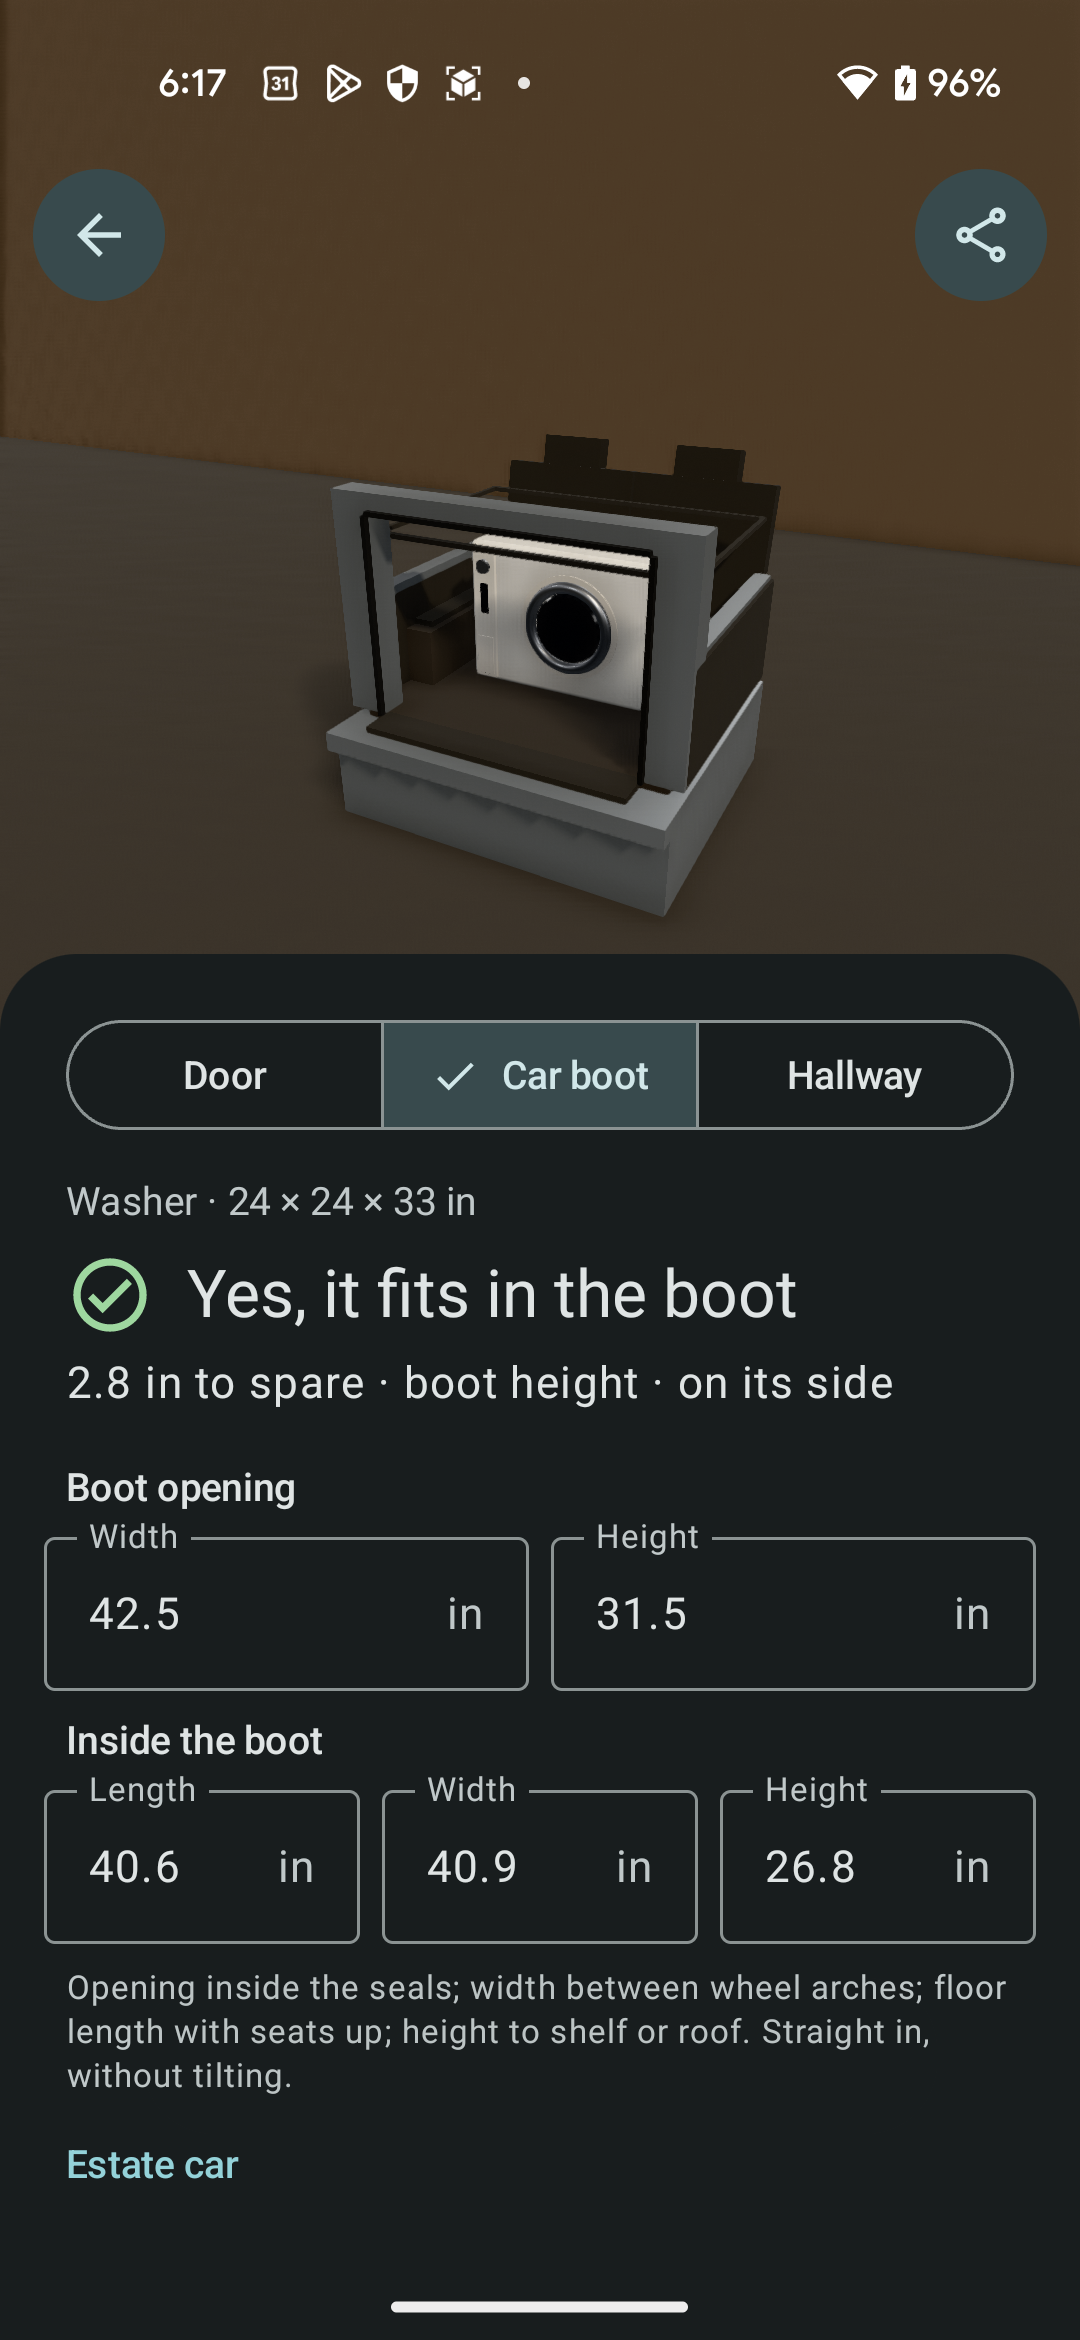 6:17
31
96%
Door
Car boot
Hallway
Washer · 24 × 24 × 33 in
Yes, it fits in the boot
2.8 in to spare · boot height · on its side
Boot opening
Width
Height
42.5 in
31.5 in
Inside the boot
Length
Width
Height
40.6 in
40.9 in
26.8 in
Opening inside the seals; width between wheel arches; floor
length with seats up; height to shelf or roof. Straight in,
without tilting.
Estate car